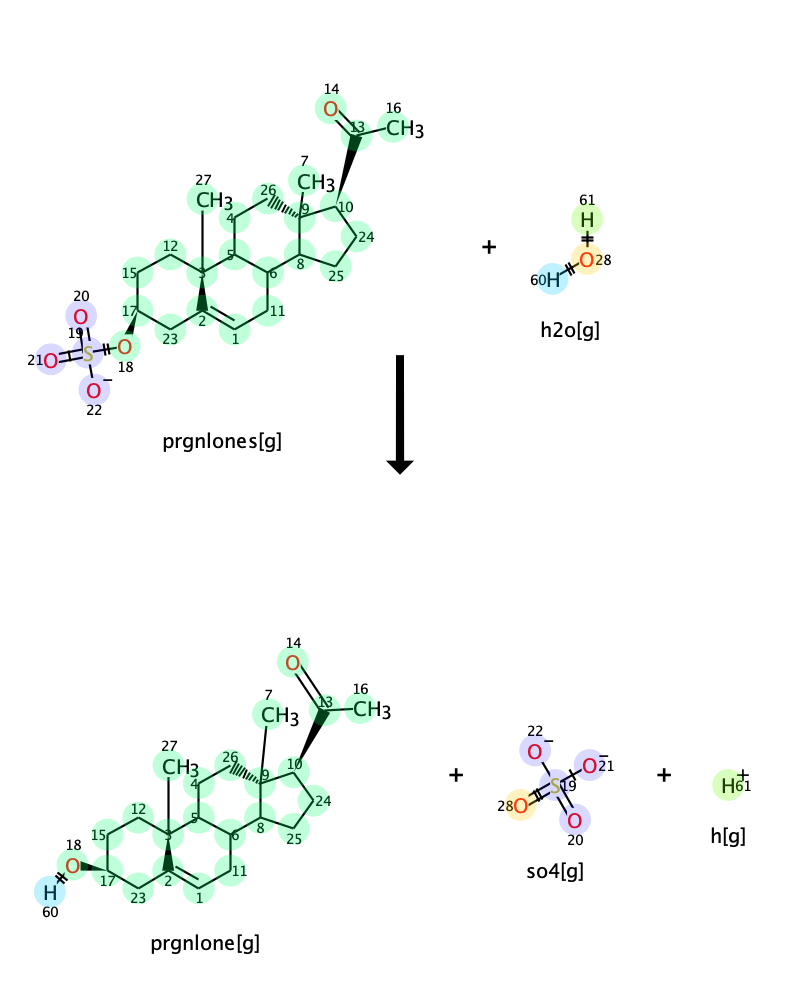 14
O
13
16
CH3
7
CH3
27
CH3
26
9
10
4
61
H
24
12
5
8
+
60H
O28
15
3
6
25
h2o[g]
20
17
2
11
O
19
23
1
21O
S
O
18
O−
22
prgnlones[g]
14
O
13
16
CH3
7
CH3
27
CH3
26
9
10
22
O−
O−21
4
24
+
S19
+
H+61
12
5
8
28O
O
15
3
6
25
20
h[g]
18
O
17
2
11
so4[g]
H
23
1
60
prgnlone[g]